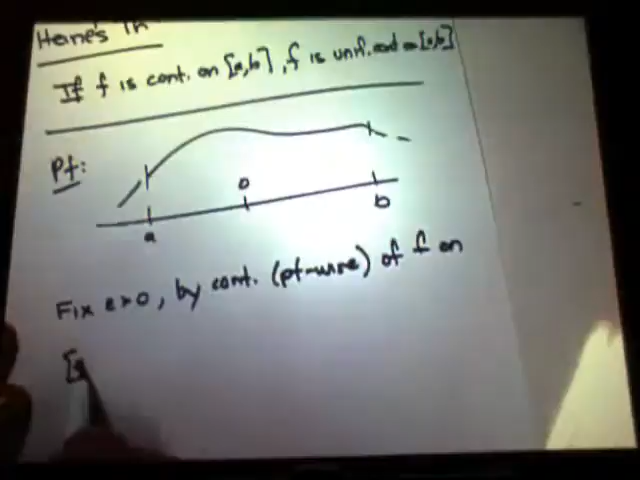 Heine's Th
If f is cont. on [a,b], f is unif. cont on [a,b]
Pf:
0
a
b
Fix ε>0, by cont. (pt-wise) of f on
[a